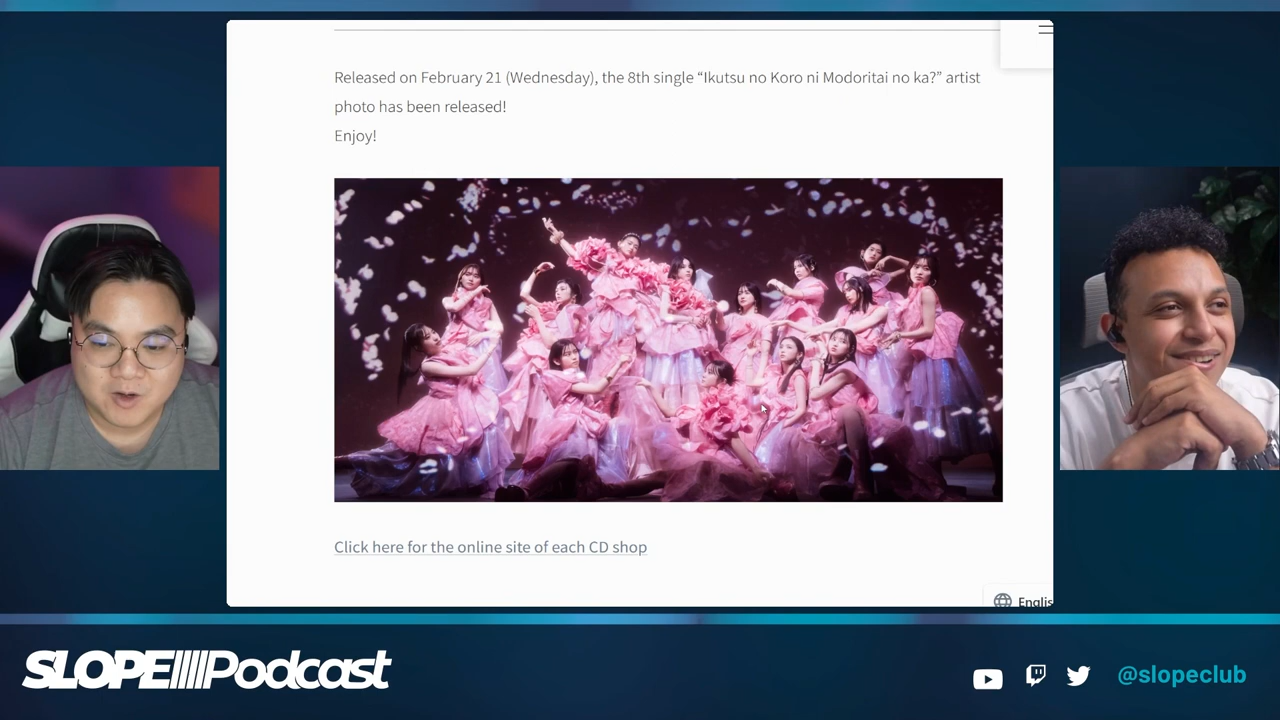 Released on February 21 (Wednesday), the 8th single “Ikutsu no Koro ni Modoritai no ka?” artist
photo has been released!
Enjoy!
Click here for the online site of each CD shop
Englis
SLOPE Podcast
@slopeclub